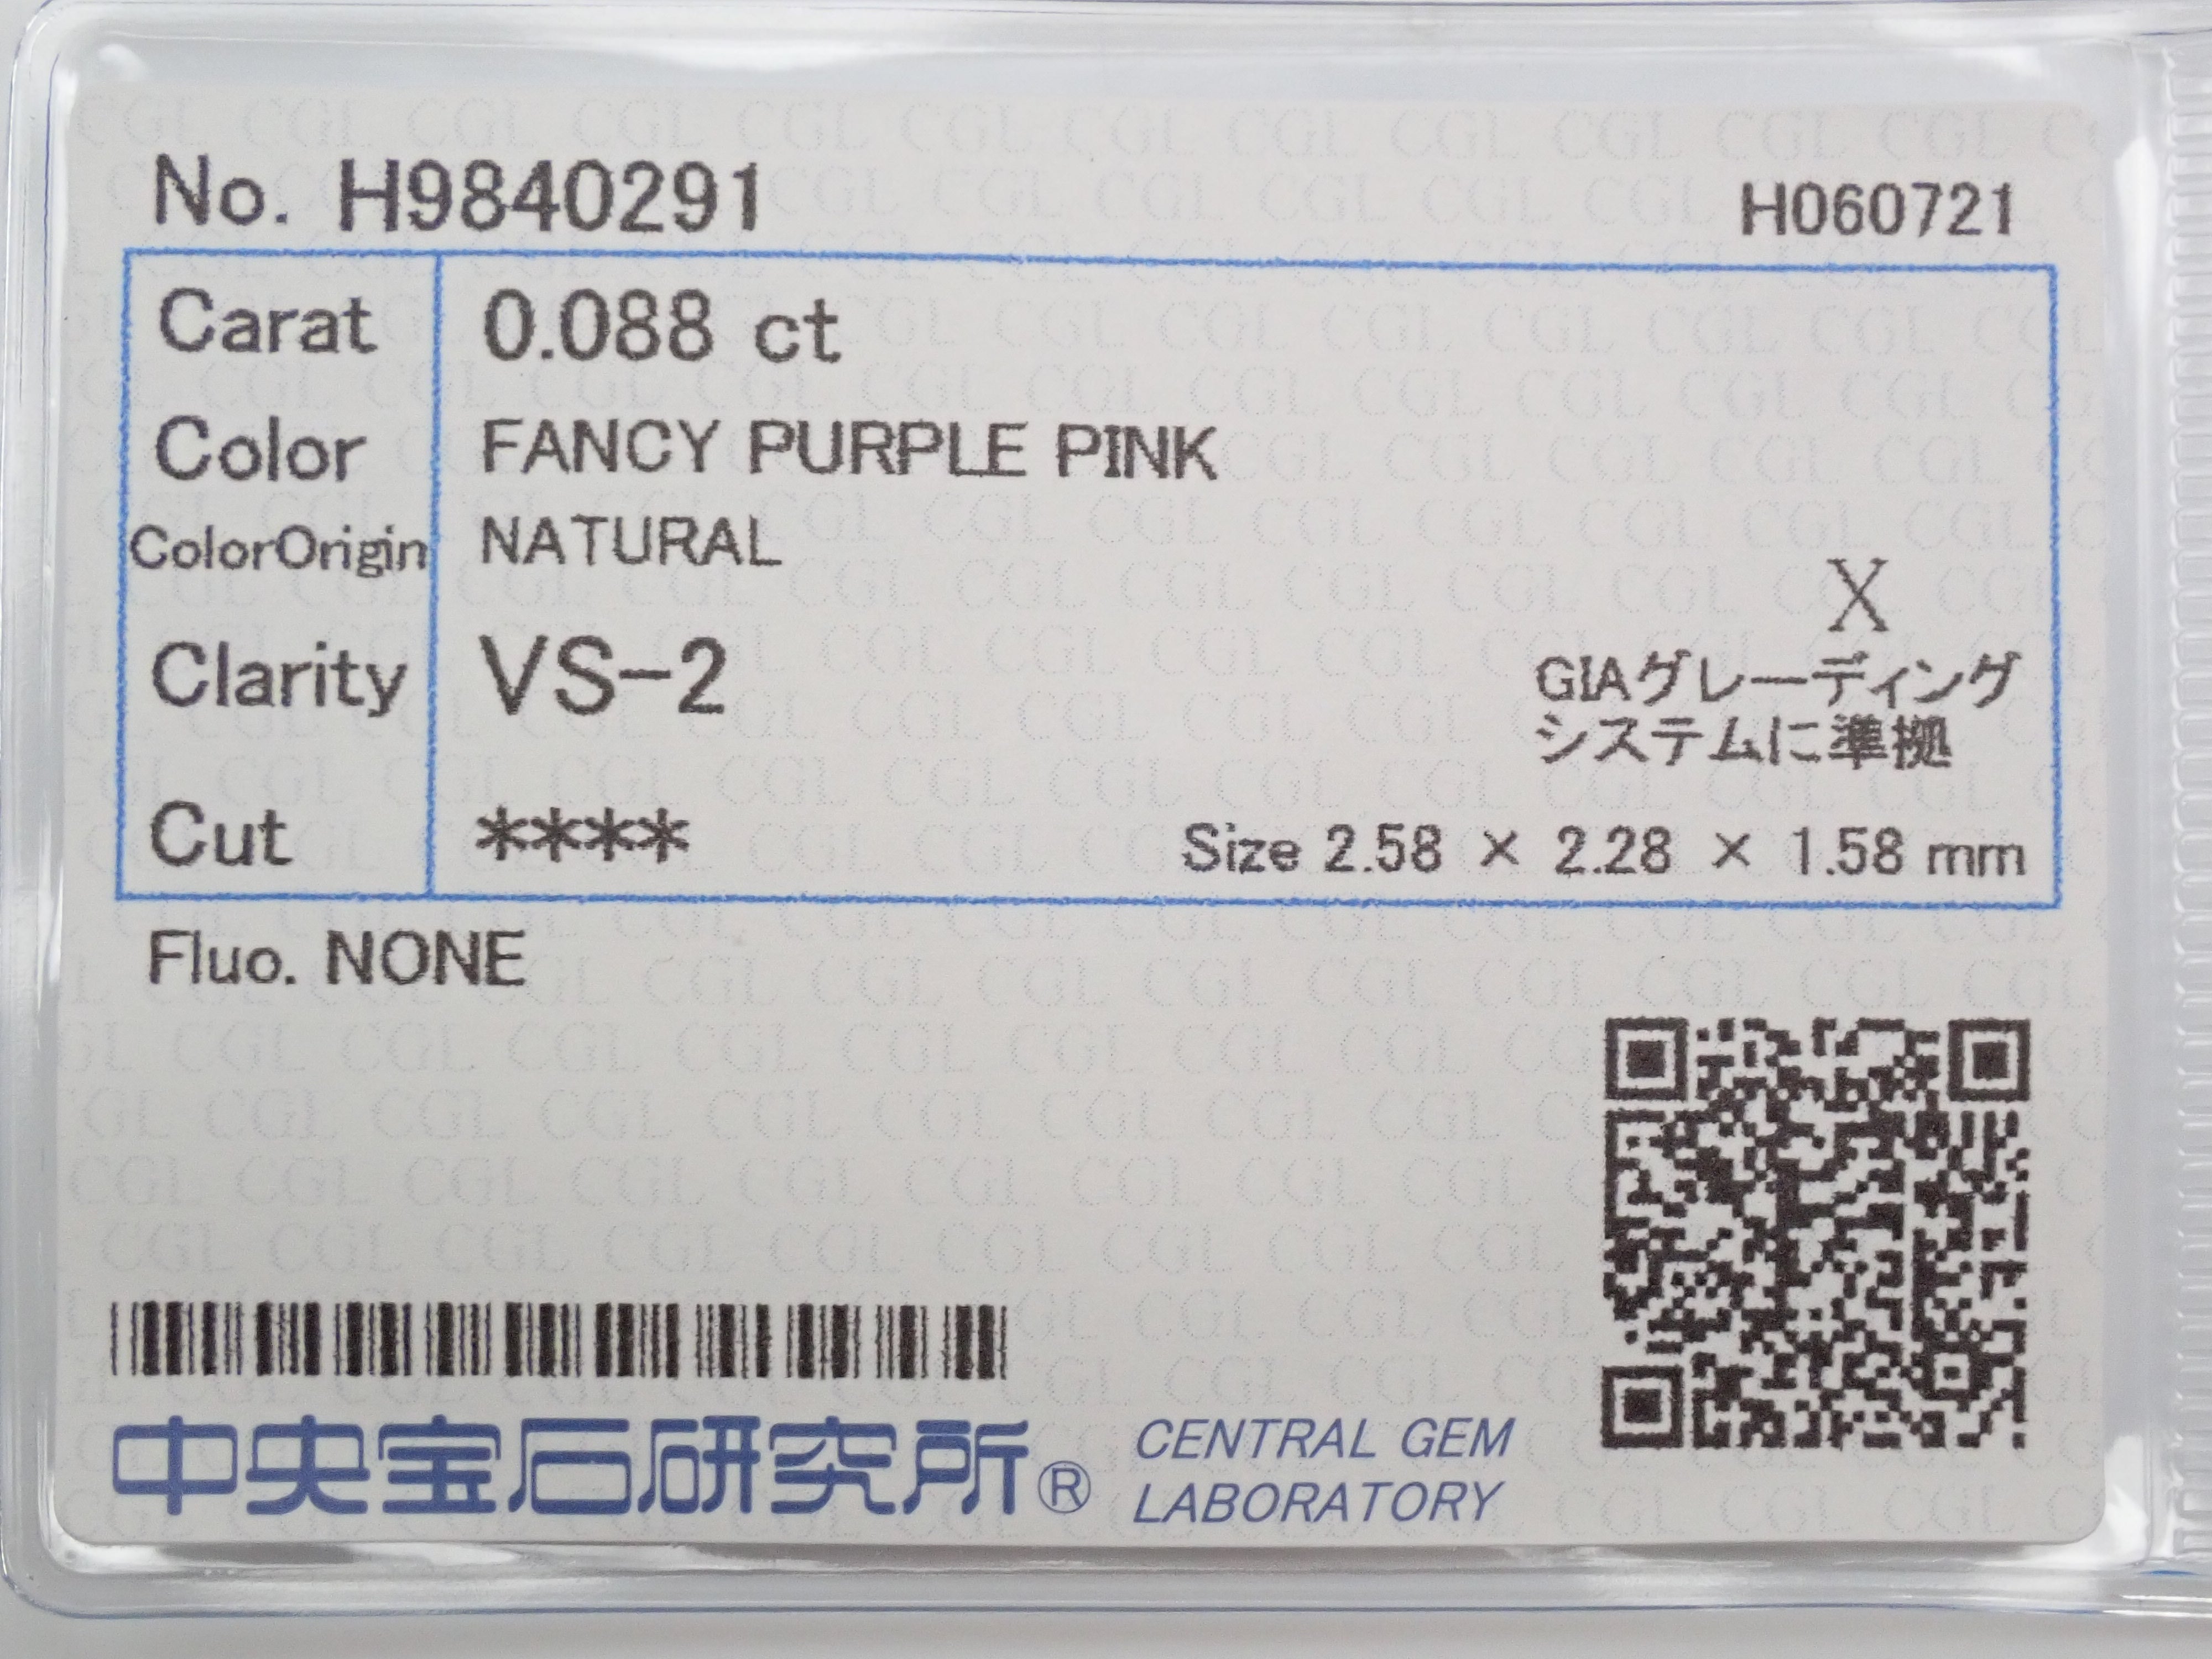 No. H9840291
H060721
Carat 0.088 ct
Color FANCY PURPLE PINK
ColorOrigin NATURAL
Clarity VS-2
X
GIAグレーディング
システムに準拠
Cut ****
Size 2.58 × 2.28 × 1.58 mm
Fluo. NONE
中央宝石研究所®
CENTRAL GEM
LABORATORY